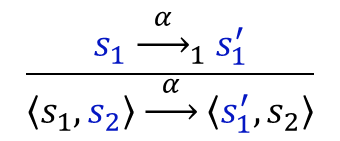 s₁ —α→₁ s₁′
⟨s₁, s₂⟩ —α→ ⟨s₁′, s₂⟩